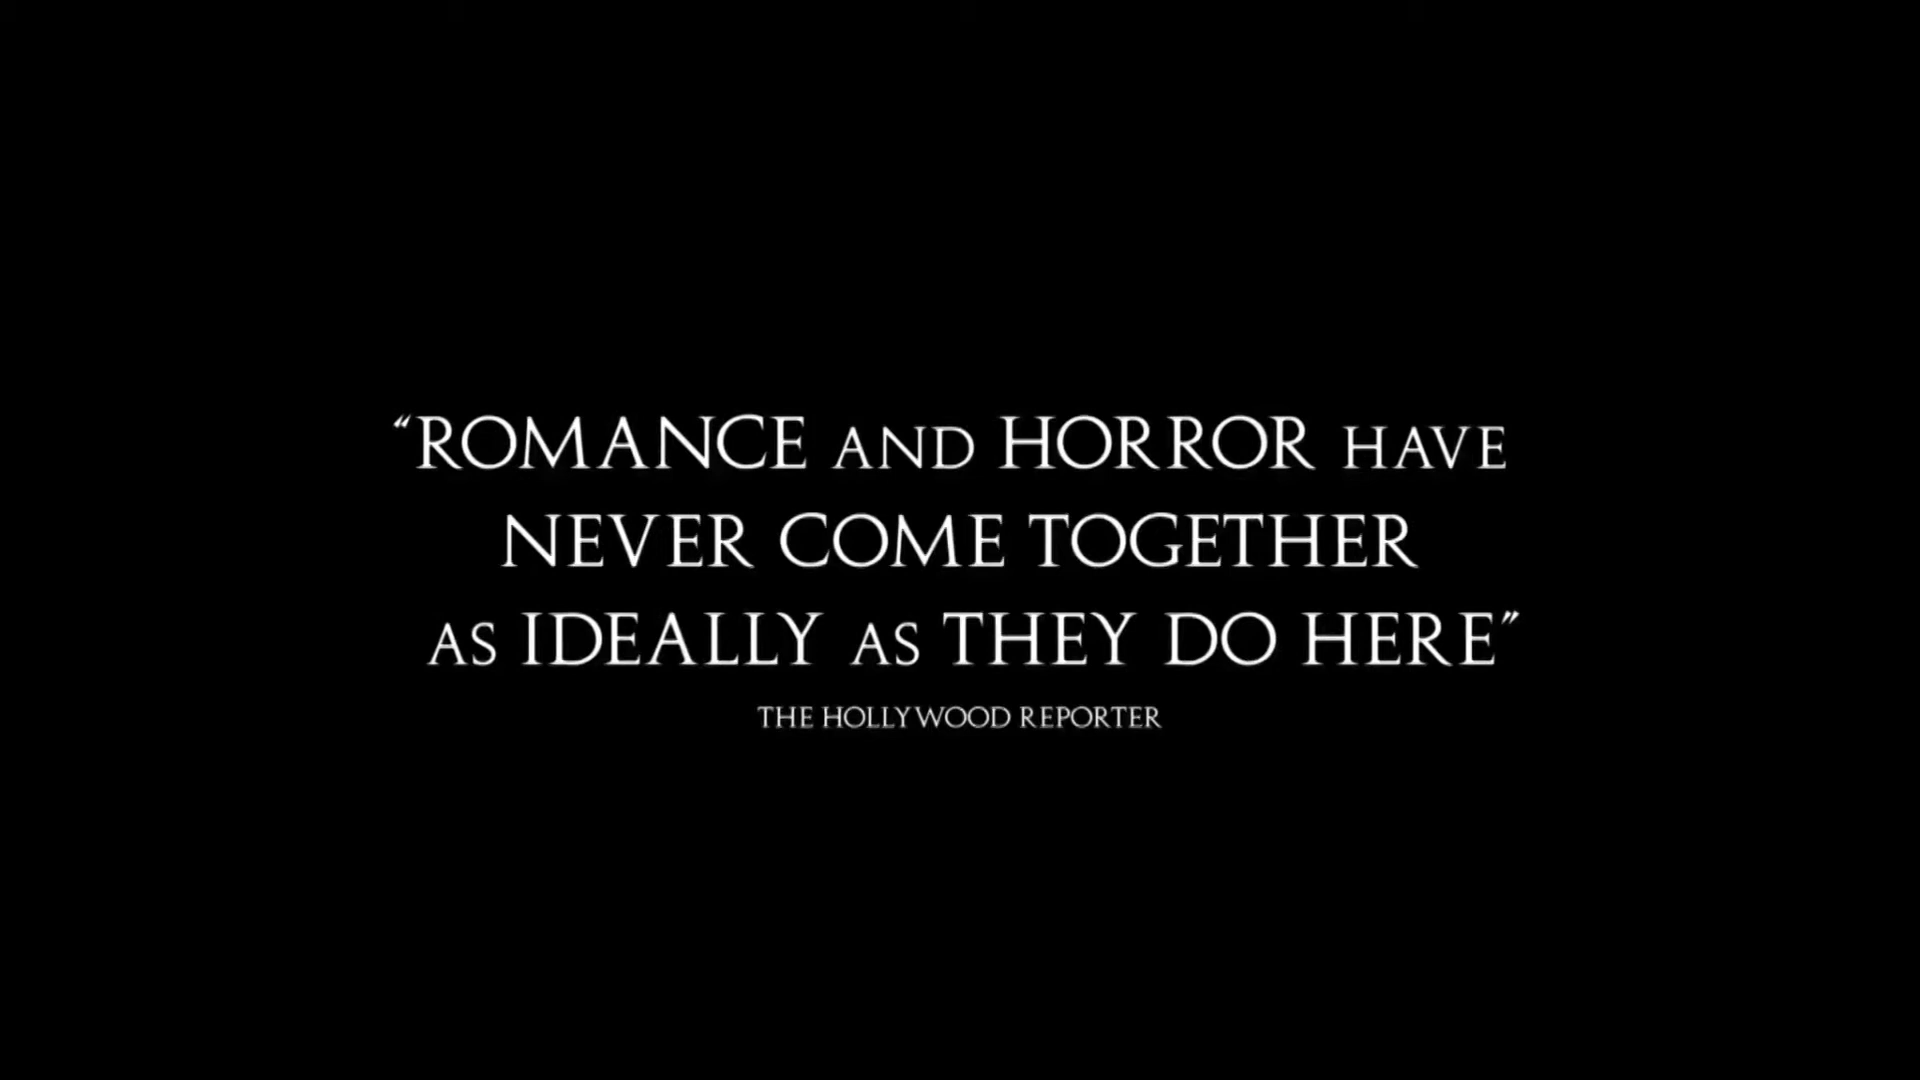 “ROMANCE AND HORROR HAVE
NEVER COME TOGETHER
AS IDEALLY AS THEY DO HERE”
THE HOLLYWOOD REPORTER